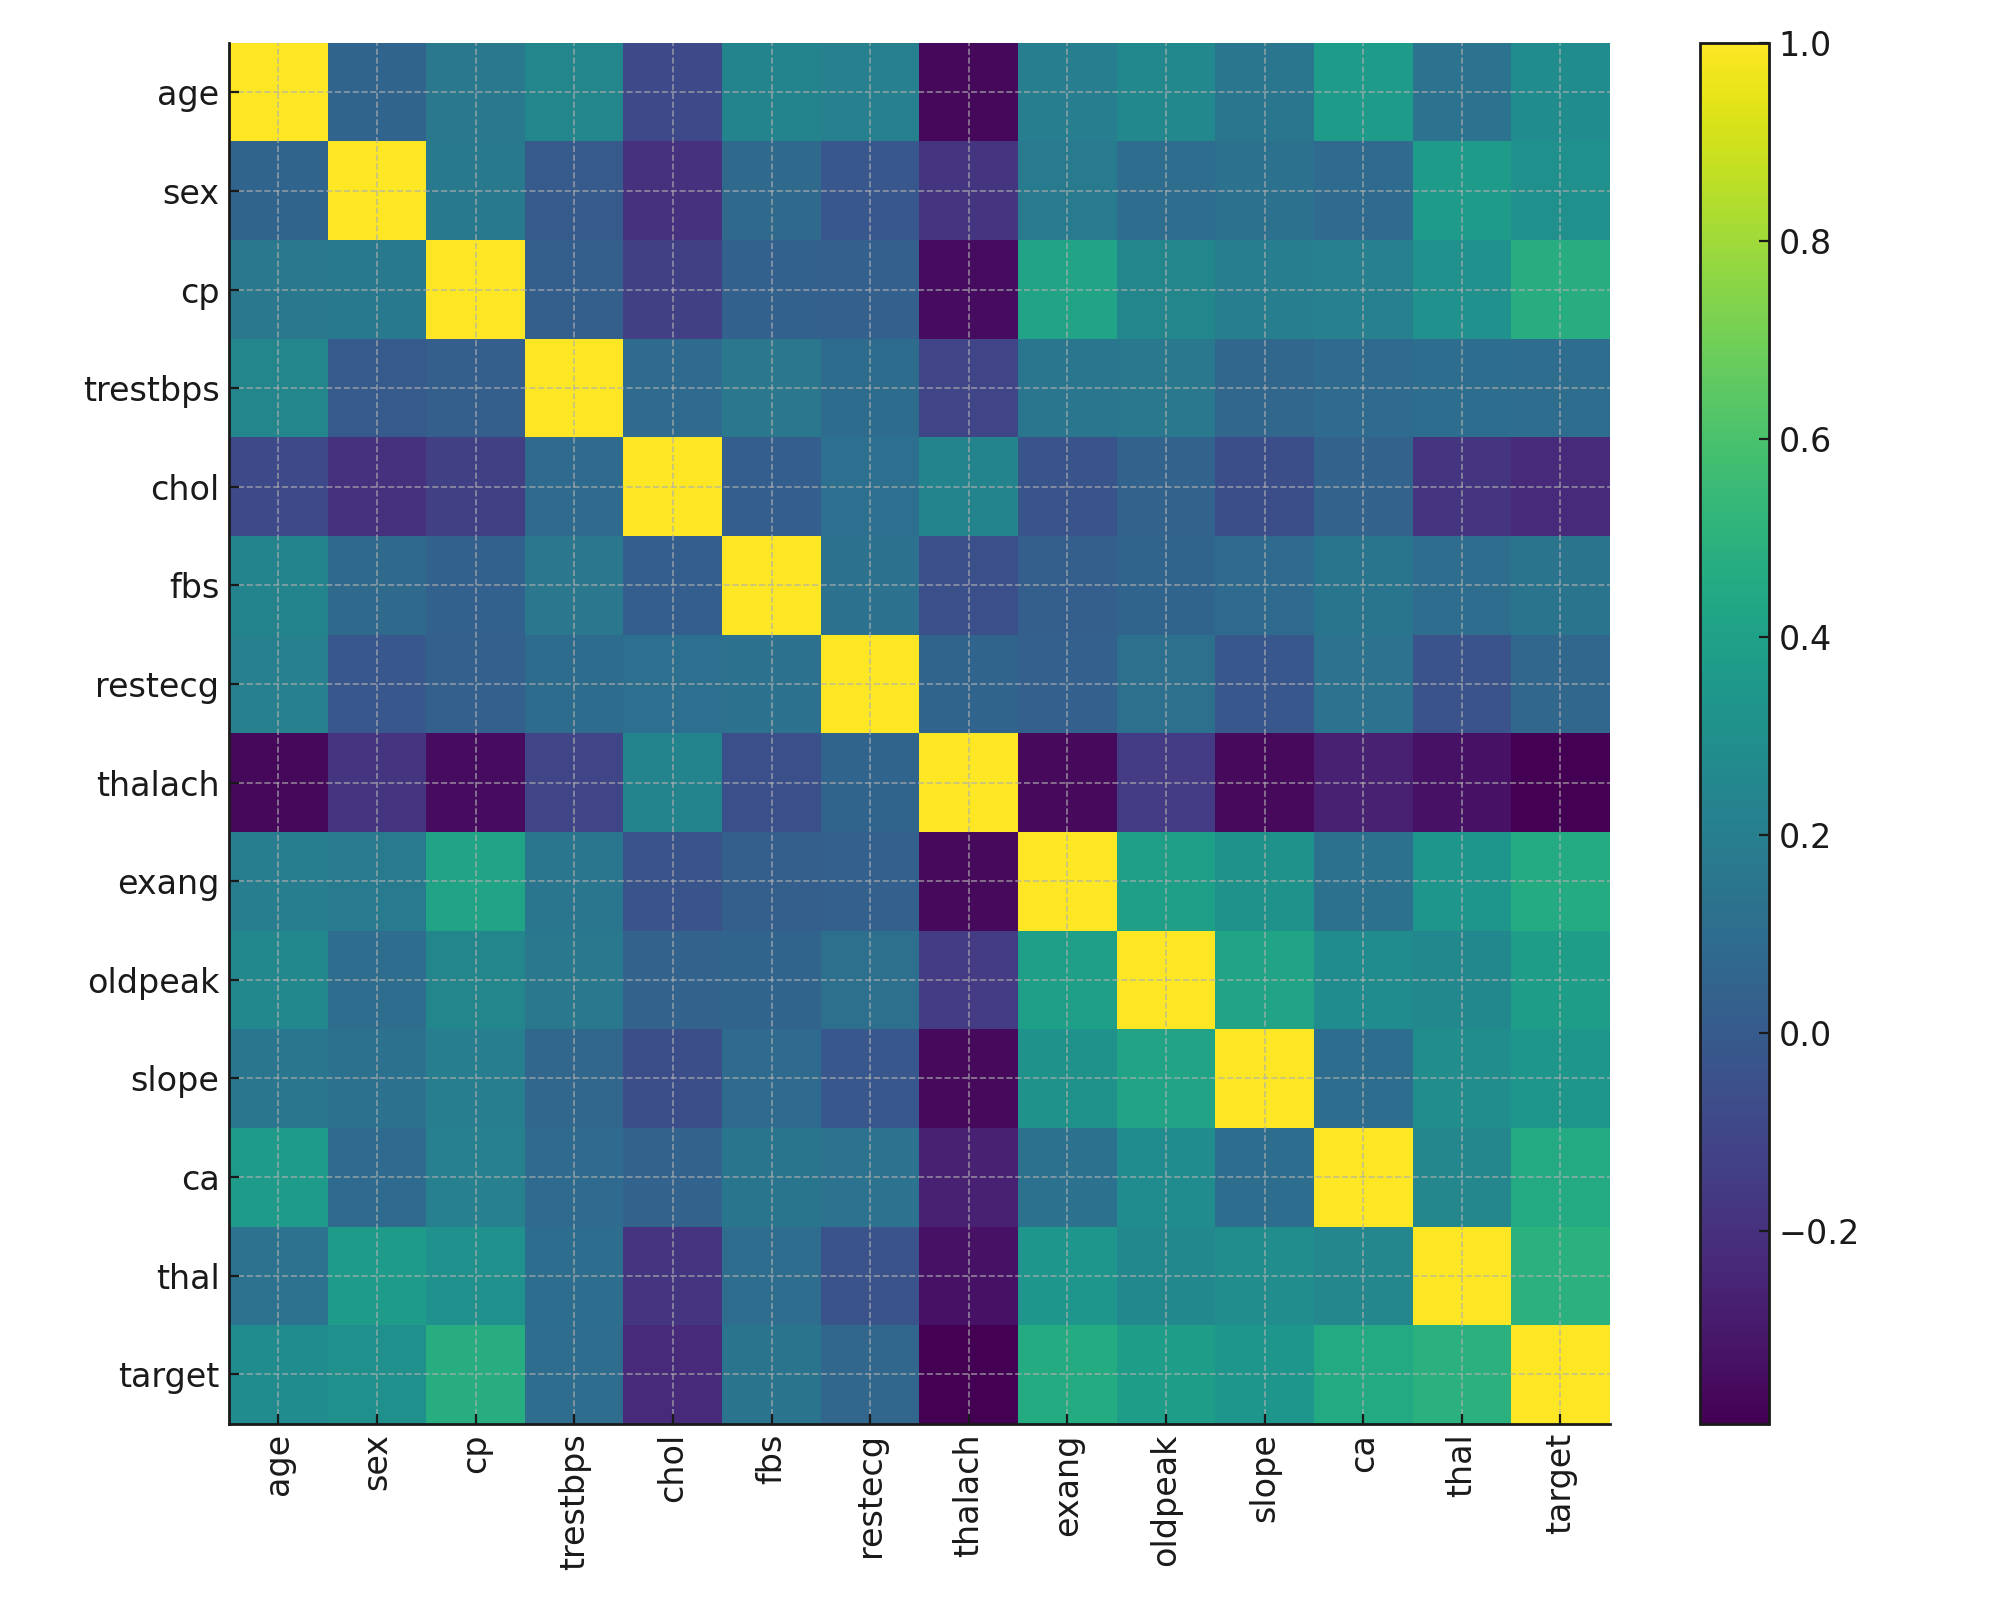 age
sex
cp
trestbps
chol
fbs
restecg
thalach
exang
oldpeak
slope
ca
thal
target
age
sex
cp
trestbps
chol
fbs
restecg
thalach
exang
oldpeak
slope
ca
thal
target
1.0
0.8
0.6
0.4
0.2
0.0
−0.2